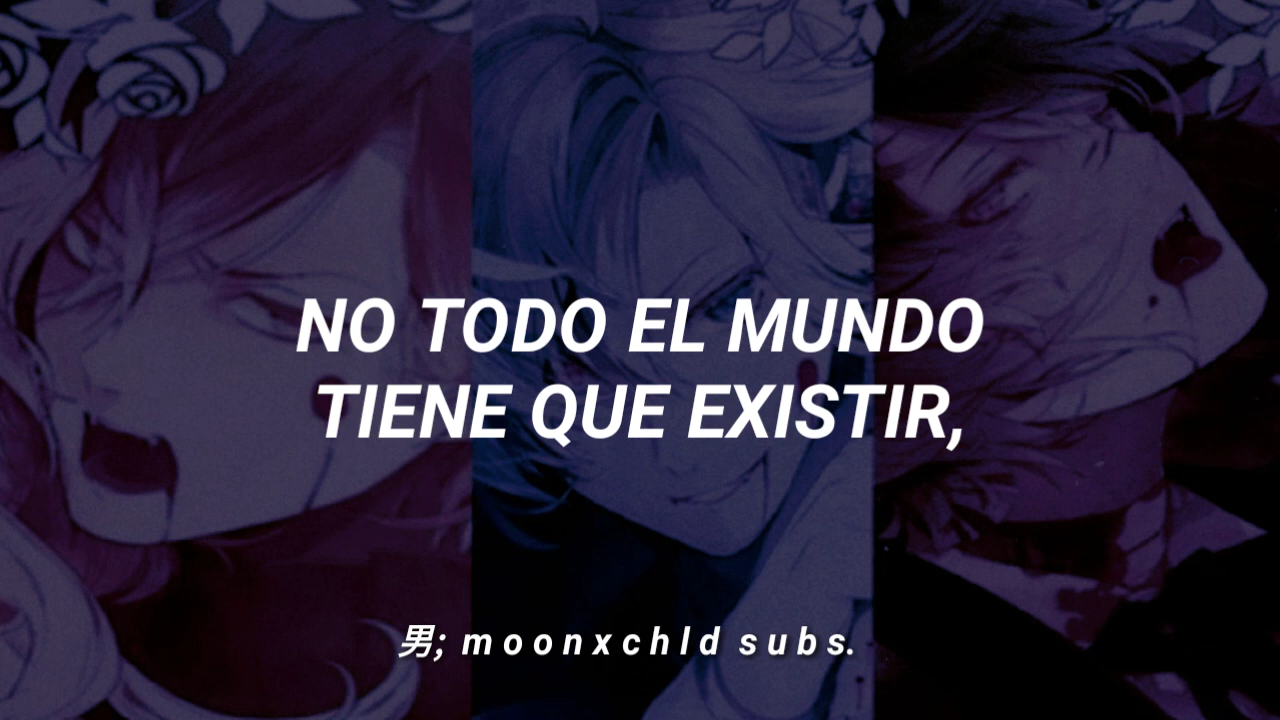 NO TODO EL MUNDO
TIENE QUE EXISTIR,
男; moonxchld subs.